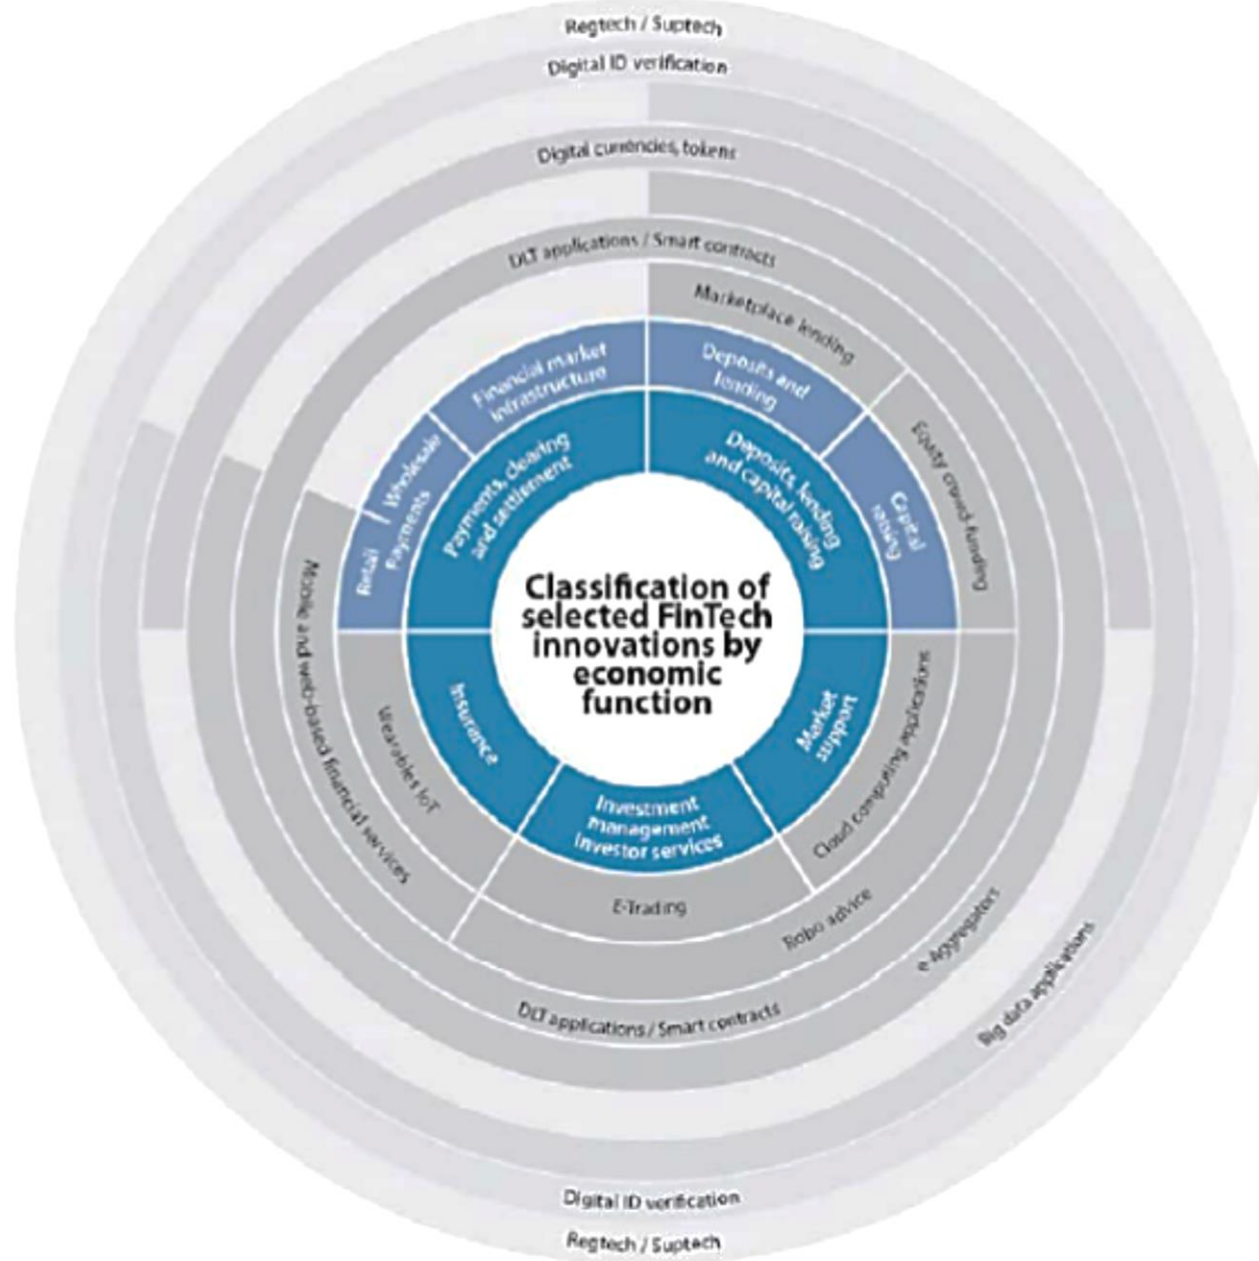 Regtech / Suptech
Digital ID verification
Digital currencies, tokens
DLT applications / Smart contracts
Marketplace lending
Equity crowd-funding
Financial market
infrastructure
Deposits and
lending
Capital
raising
Wholesale
Retail
Payments
Payments, clearing
and settlement
Deposits, lending
and capital raising
Classification of
selected FinTech
innovations by
economic
function
Insurance
Market
support
Investment
management
Investor services
Wearables IoT
Mobile and web-based financial services
Cloud computing applications
E-Trading
Robo advice
e-Aggregators
Big data applications
DLT applications / Smart contracts
Digital ID verification
Regtech / Suptech